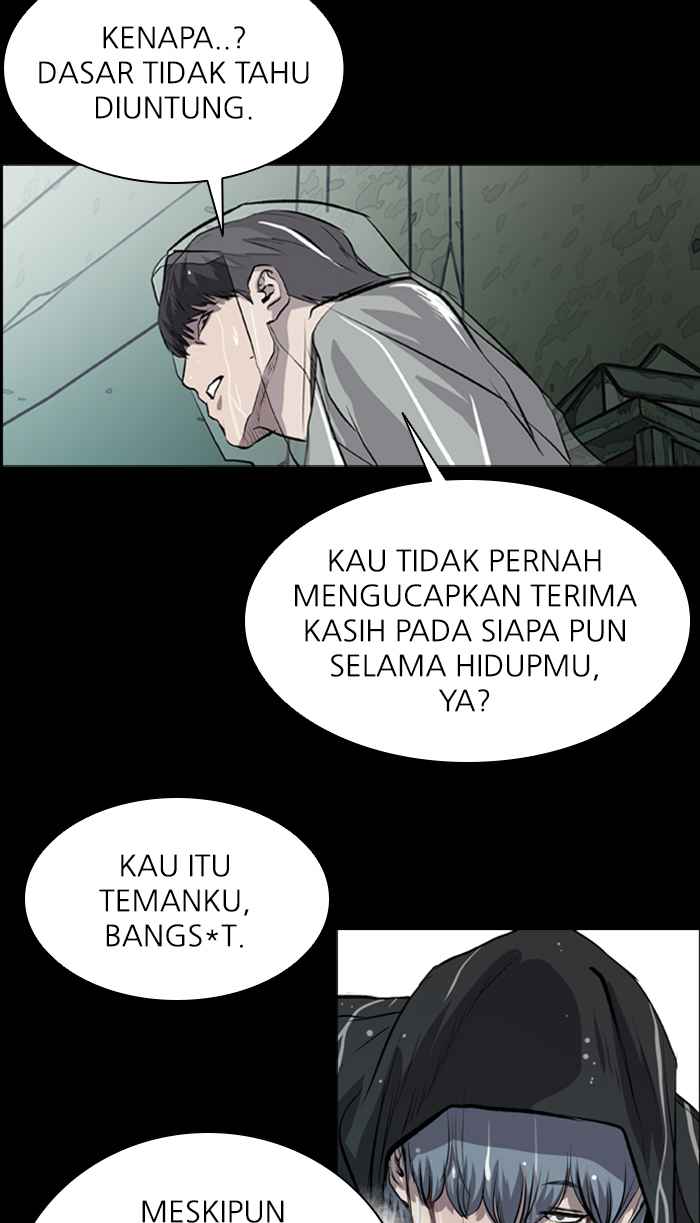 KENAPA..?
DASAR TIDAK TAHU
DIUNTUNG.
KAU TIDAK PERNAH
MENGUCAPKAN TERIMA
KASIH PADA SIAPA PUN
SELAMA HIDUPMU,
YA?
KAU ITU
TEMANKU,
BANGS*T.
MESKIPUN